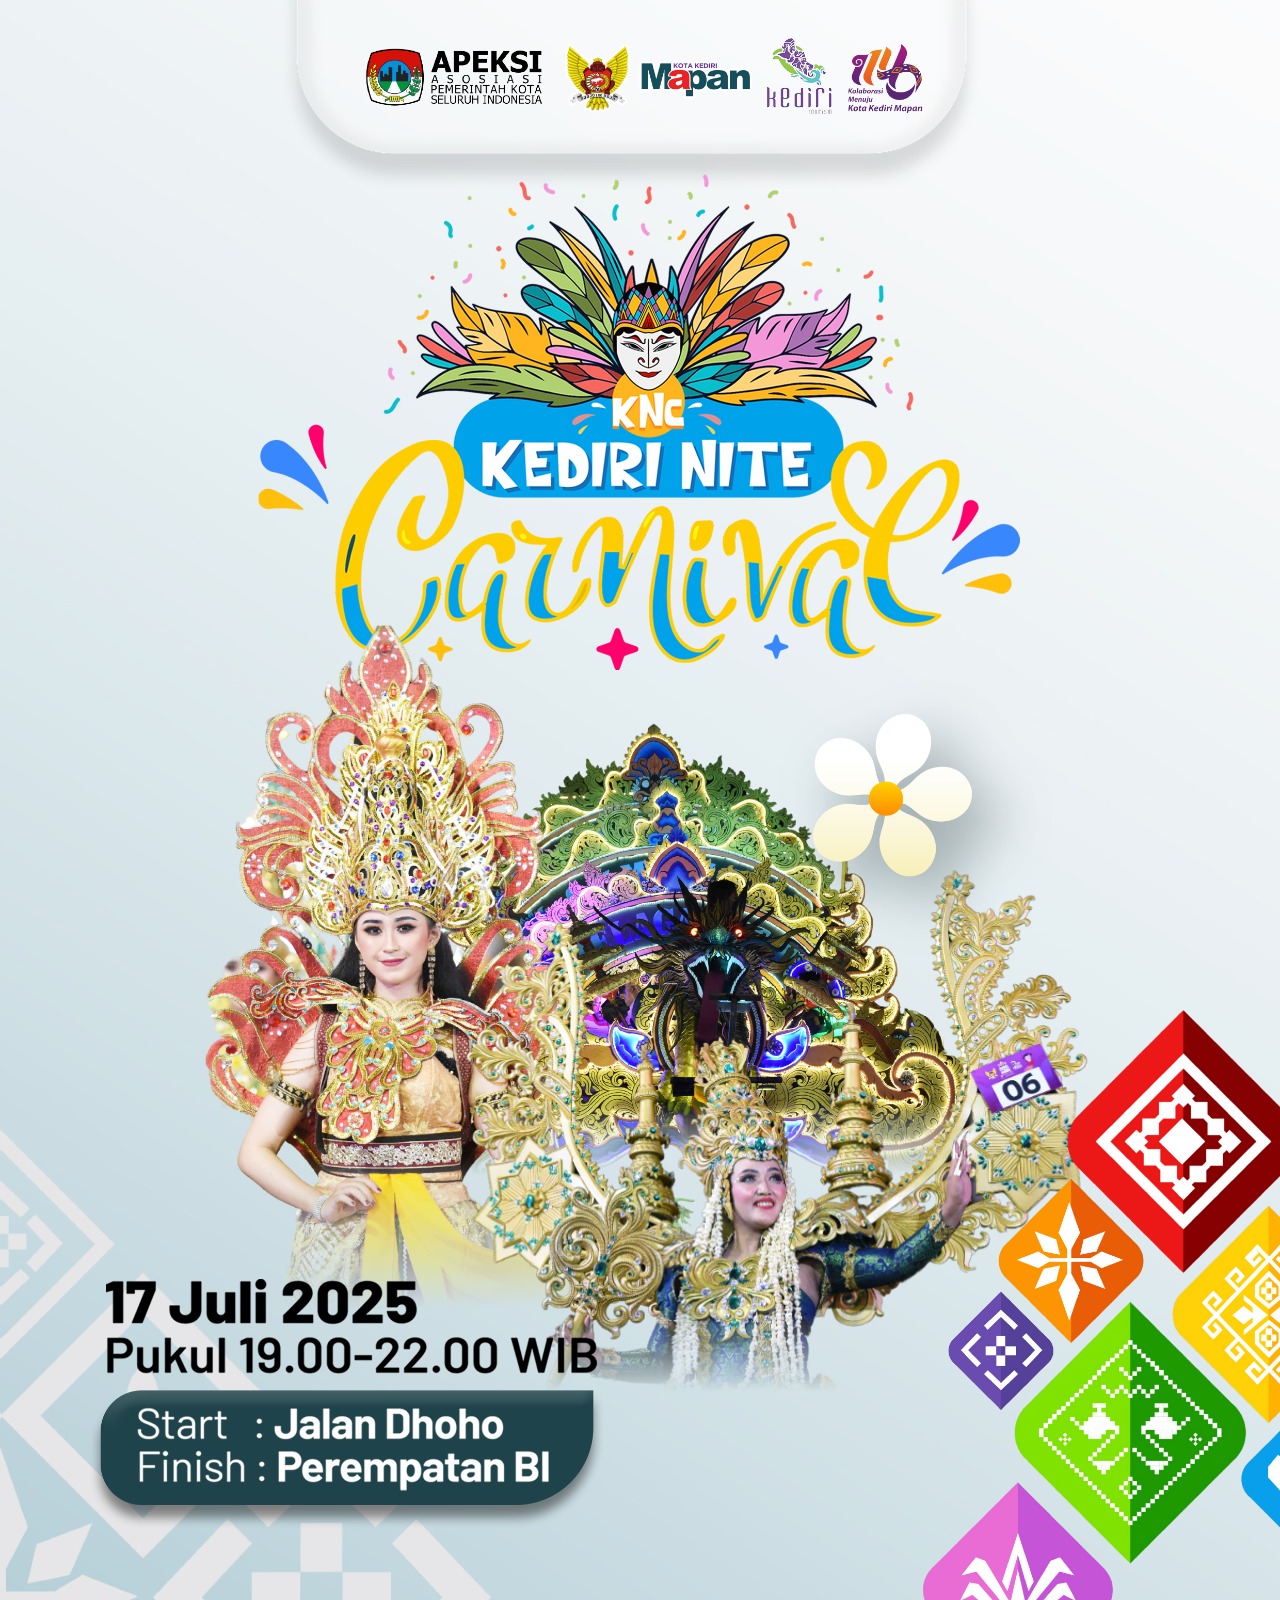 APEKSI
ASOSIASI
PEMERINTAH KOTA
SELURUH INDONESIA
KOTA KEDIRI
Mapan
kediri
Kolaborasi
Menuju
Kota Kediri Mapan
KNC
KEDIRI NITE
Carnival
06
17 Juli 2025
Pukul 19.00-22.00 WIB
Start : Jalan Dhoho
Finish : Perempatan BI